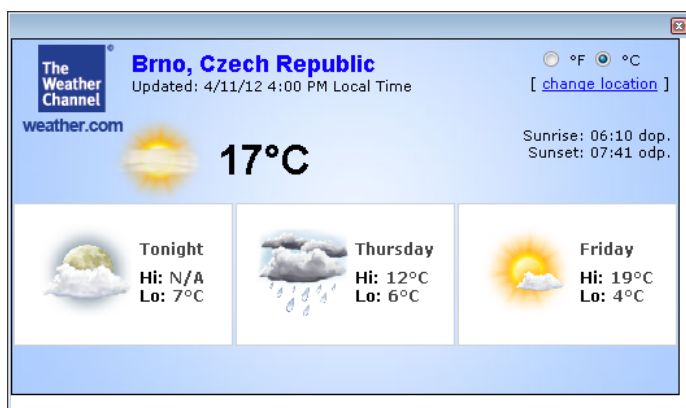 The
Weather
Channel
weather.com
Brno, Czech Republic
Updated: 4/11/12 4:00 PM Local Time
°F °C
[ change location ]
17°C
Sunrise: 06:10 dop.
Sunset: 07:41 odp.
Tonight
Hi: N/A
Lo: 7°C
Thursday
Hi: 12°C
Lo: 6°C
Friday
Hi: 19°C
Lo: 4°C